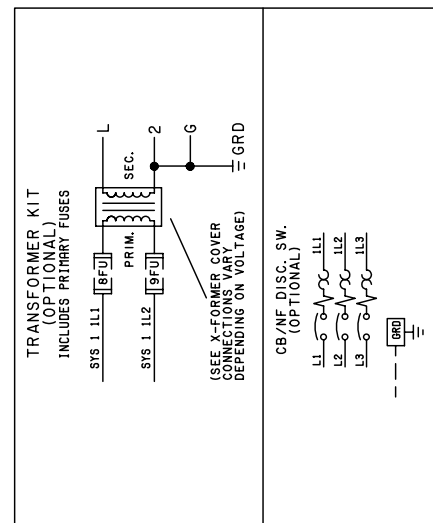 TRANSFORMER KIT
(OPTIONAL)
INCLUDES PRIMARY FUSES
SYS 1 1L1
8FU
L
PRIM.
SEC.
SYS 1 1L2
9FU
2
G
GRD
(SEE X-FORMER COVER
CONNECTIONS VARY
DEPENDING ON VOLTAGE)
CB/NF DISC. SW.
(OPTIONAL)
L1
1L1
L2
1L2
L3
1L3
GRD